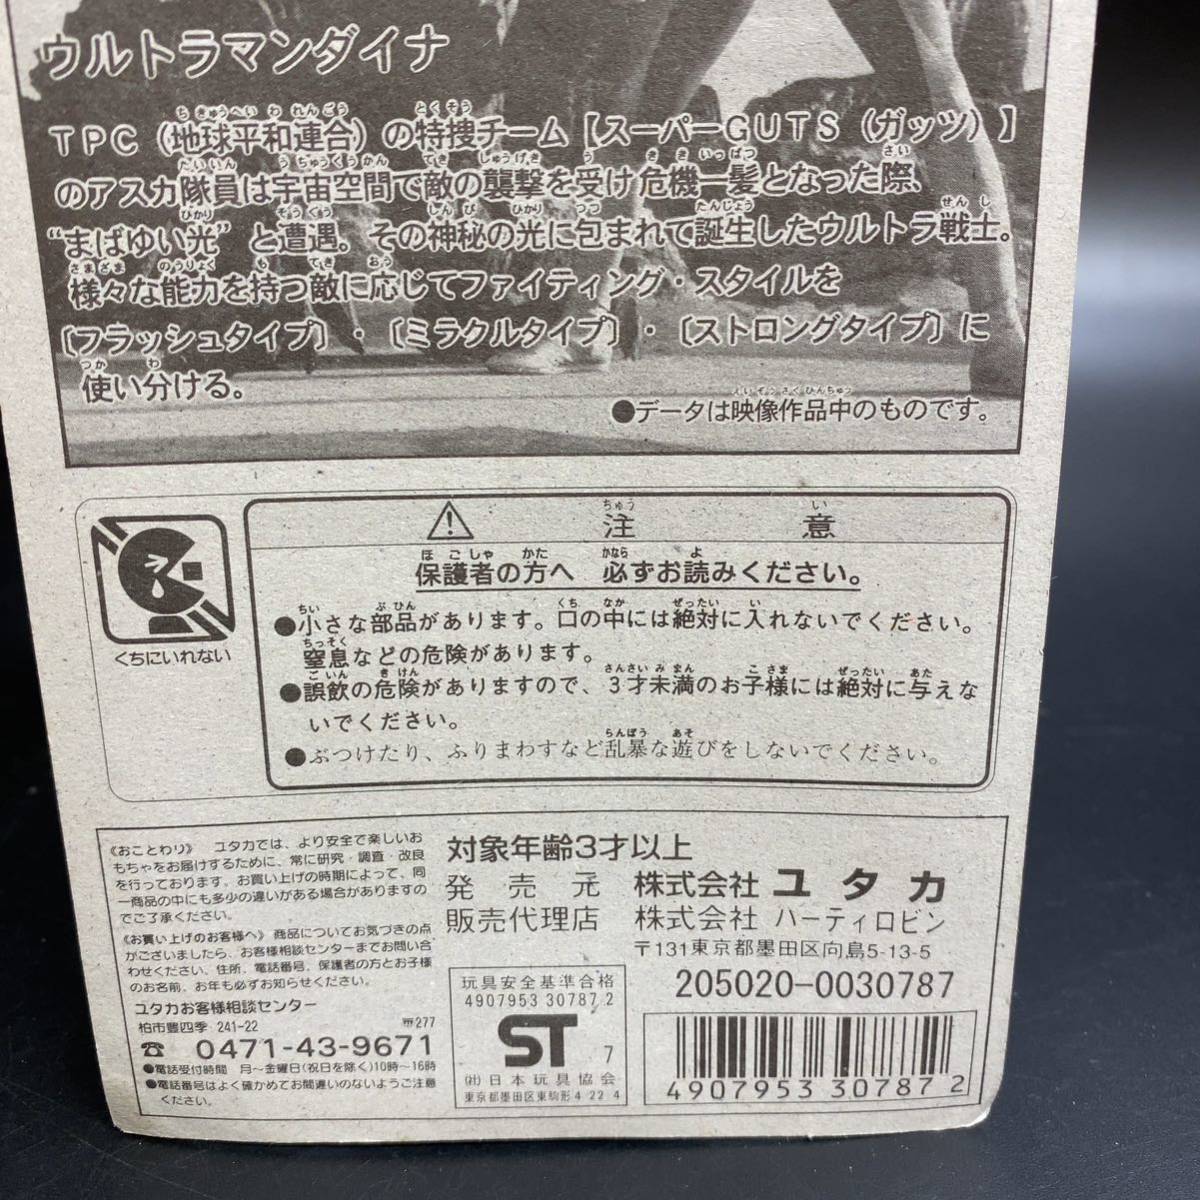 ウルトラマンダイナ
TPC(地球平和連合)の特捜チーム【スーパーGUTS(ガッツ)】
のアスカ隊員は宇宙空間で敵の襲撃を受け危機一髪となった際、
“まばゆい光”と遭遇。その神秘の光に包まれて誕生したウルトラ戦士。
様々な能力を持つ敵に応じてファイティング・スタイルを
〔フラッシュタイプ〕・〔ミラクルタイプ〕・〔ストロングタイプ〕に
使い分ける。
●データは映像作品中のものです。
くちにいれない
注意
保護者の方へ 必ずお読みください。
●小さな部品があります。口の中には絶対に入れないでください。
窒息などの危険があります。
●誤飲の危険がありますので、3才未満のお子様には絶対に与えな
いでください。
●ぶつけたり、ふりまわすなど乱暴な遊びをしないでください。
《おことわり》 ユタカでは、より安全で楽しいお
もちゃをお届けするために、常に研究・調査・改良
を行っております。お買い上げの時期によって、同
一商品の中にも多少の違いがある場合がありますの
でご了承ください。
《お買い上げのお客様へ》商品についてお気づきの点
がございましたら、お客様相談センターまでお問い合
わせください。住所、電話番号、保護者の方とお子様
のお名前、お年も必ずお知らせください。
ユタカお客様相談センター
柏市豊四季 241-22 〒277
☎ 0471-43-9671
●電話受付時間 月〜金曜日(祝日を除く)10時〜16時
●電話番号はよく確かめてお間違いのないようご注意
ください。
対象年齢3才以上
発売元 株式会社 ユタカ
販売代理店 株式会社 ハーティロビン
〒131東京都墨田区向島5-13-5
205020-0030787
玩具安全基準合格
4907953 30787 2
ST 7
(社)日本玩具協会
東京都墨田区東駒形4 22 4
4907953 307872